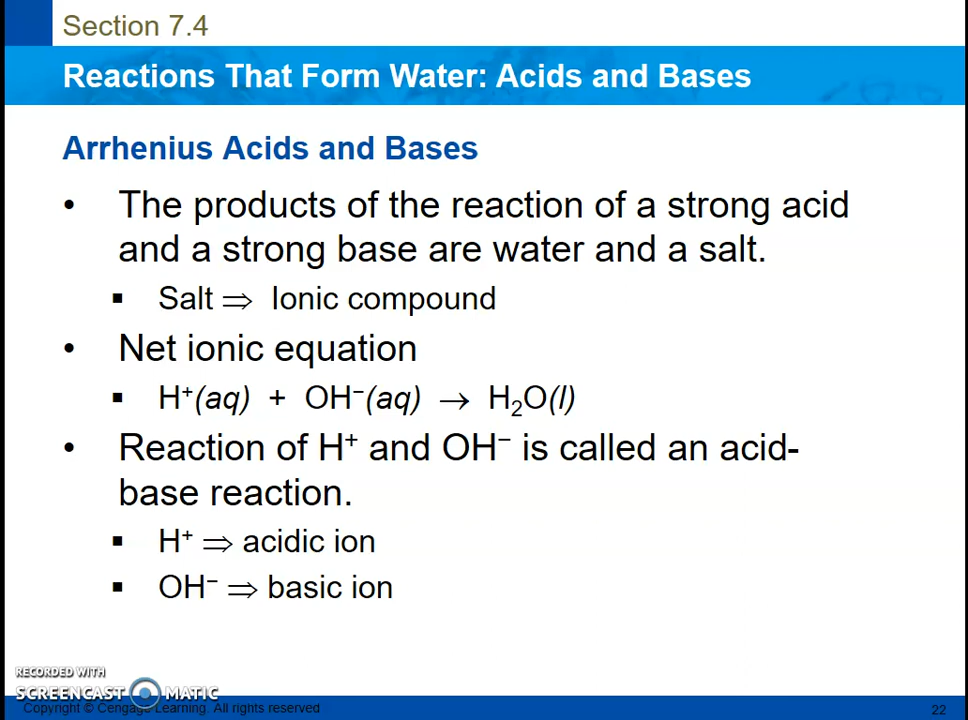 Section 7.4
Reactions That Form Water: Acids and Bases
Arrhenius Acids and Bases
• The products of the reaction of a strong acid
and a strong base are water and a salt.
▪ Salt ⇒ Ionic compound
• Net ionic equation
▪ H⁺(aq) + OH⁻(aq) → H₂O(l)
• Reaction of H⁺ and OH⁻ is called an acid-
base reaction.
▪ H⁺ ⇒ acidic ion
▪ OH⁻ ⇒ basic ion
RECORDED WITH
SCREENCAST MATIC
Copyright © Cengage Learning. All rights reserved
22